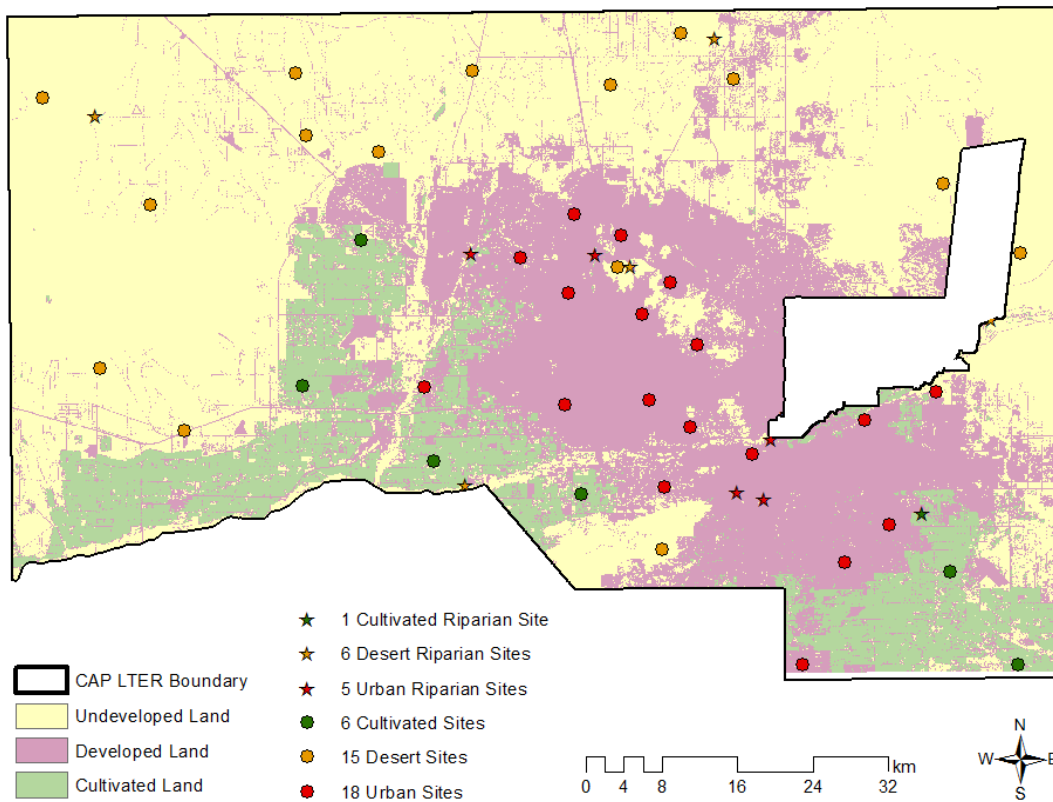 1 Cultivated Riparian Site
6 Desert Riparian Sites
5 Urban Riparian Sites
6 Cultivated Sites
15 Desert Sites
18 Urban Sites
CAP LTER Boundary
Undeveloped Land
Developed Land
Cultivated Land
km
0 4 8 16 24 32
N
W E
S